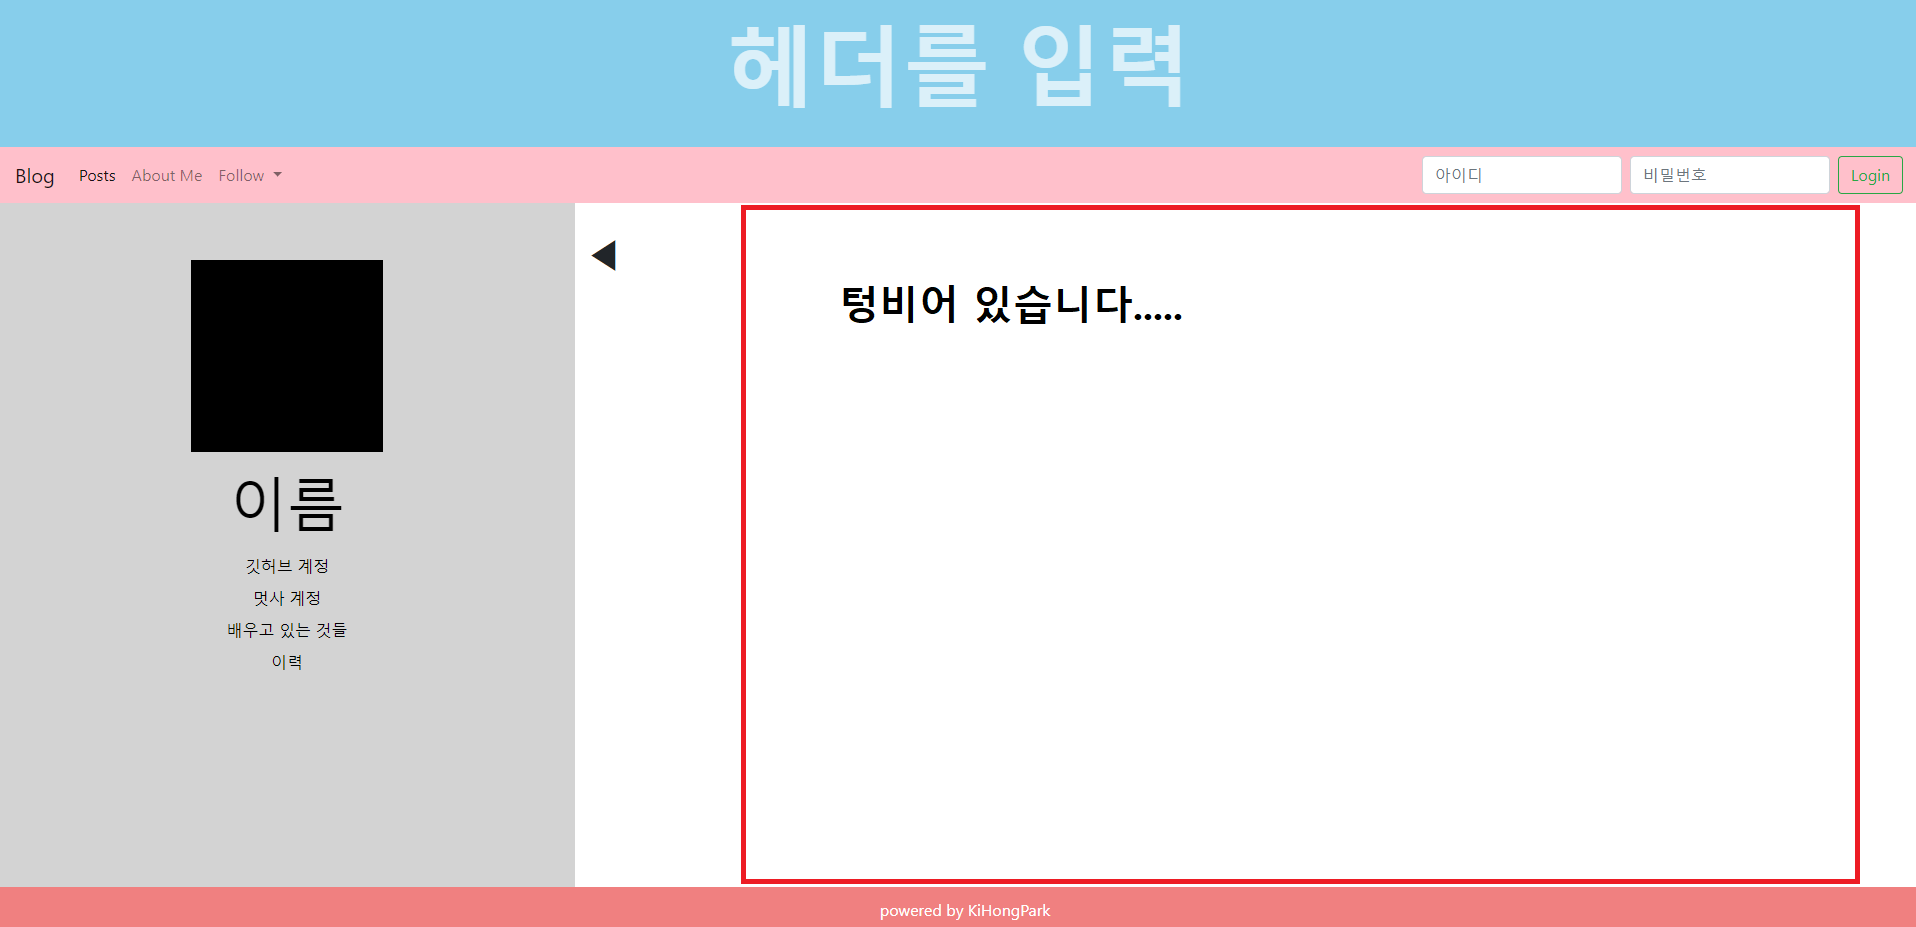 헤더를 입력
Blog Posts About Me Follow 아이디 비밀번호 Login
텅비어 있습니다.....
이름
깃허브 계정
멋사 계정
배우고 있는 것들
이력
powered by KiHongPark